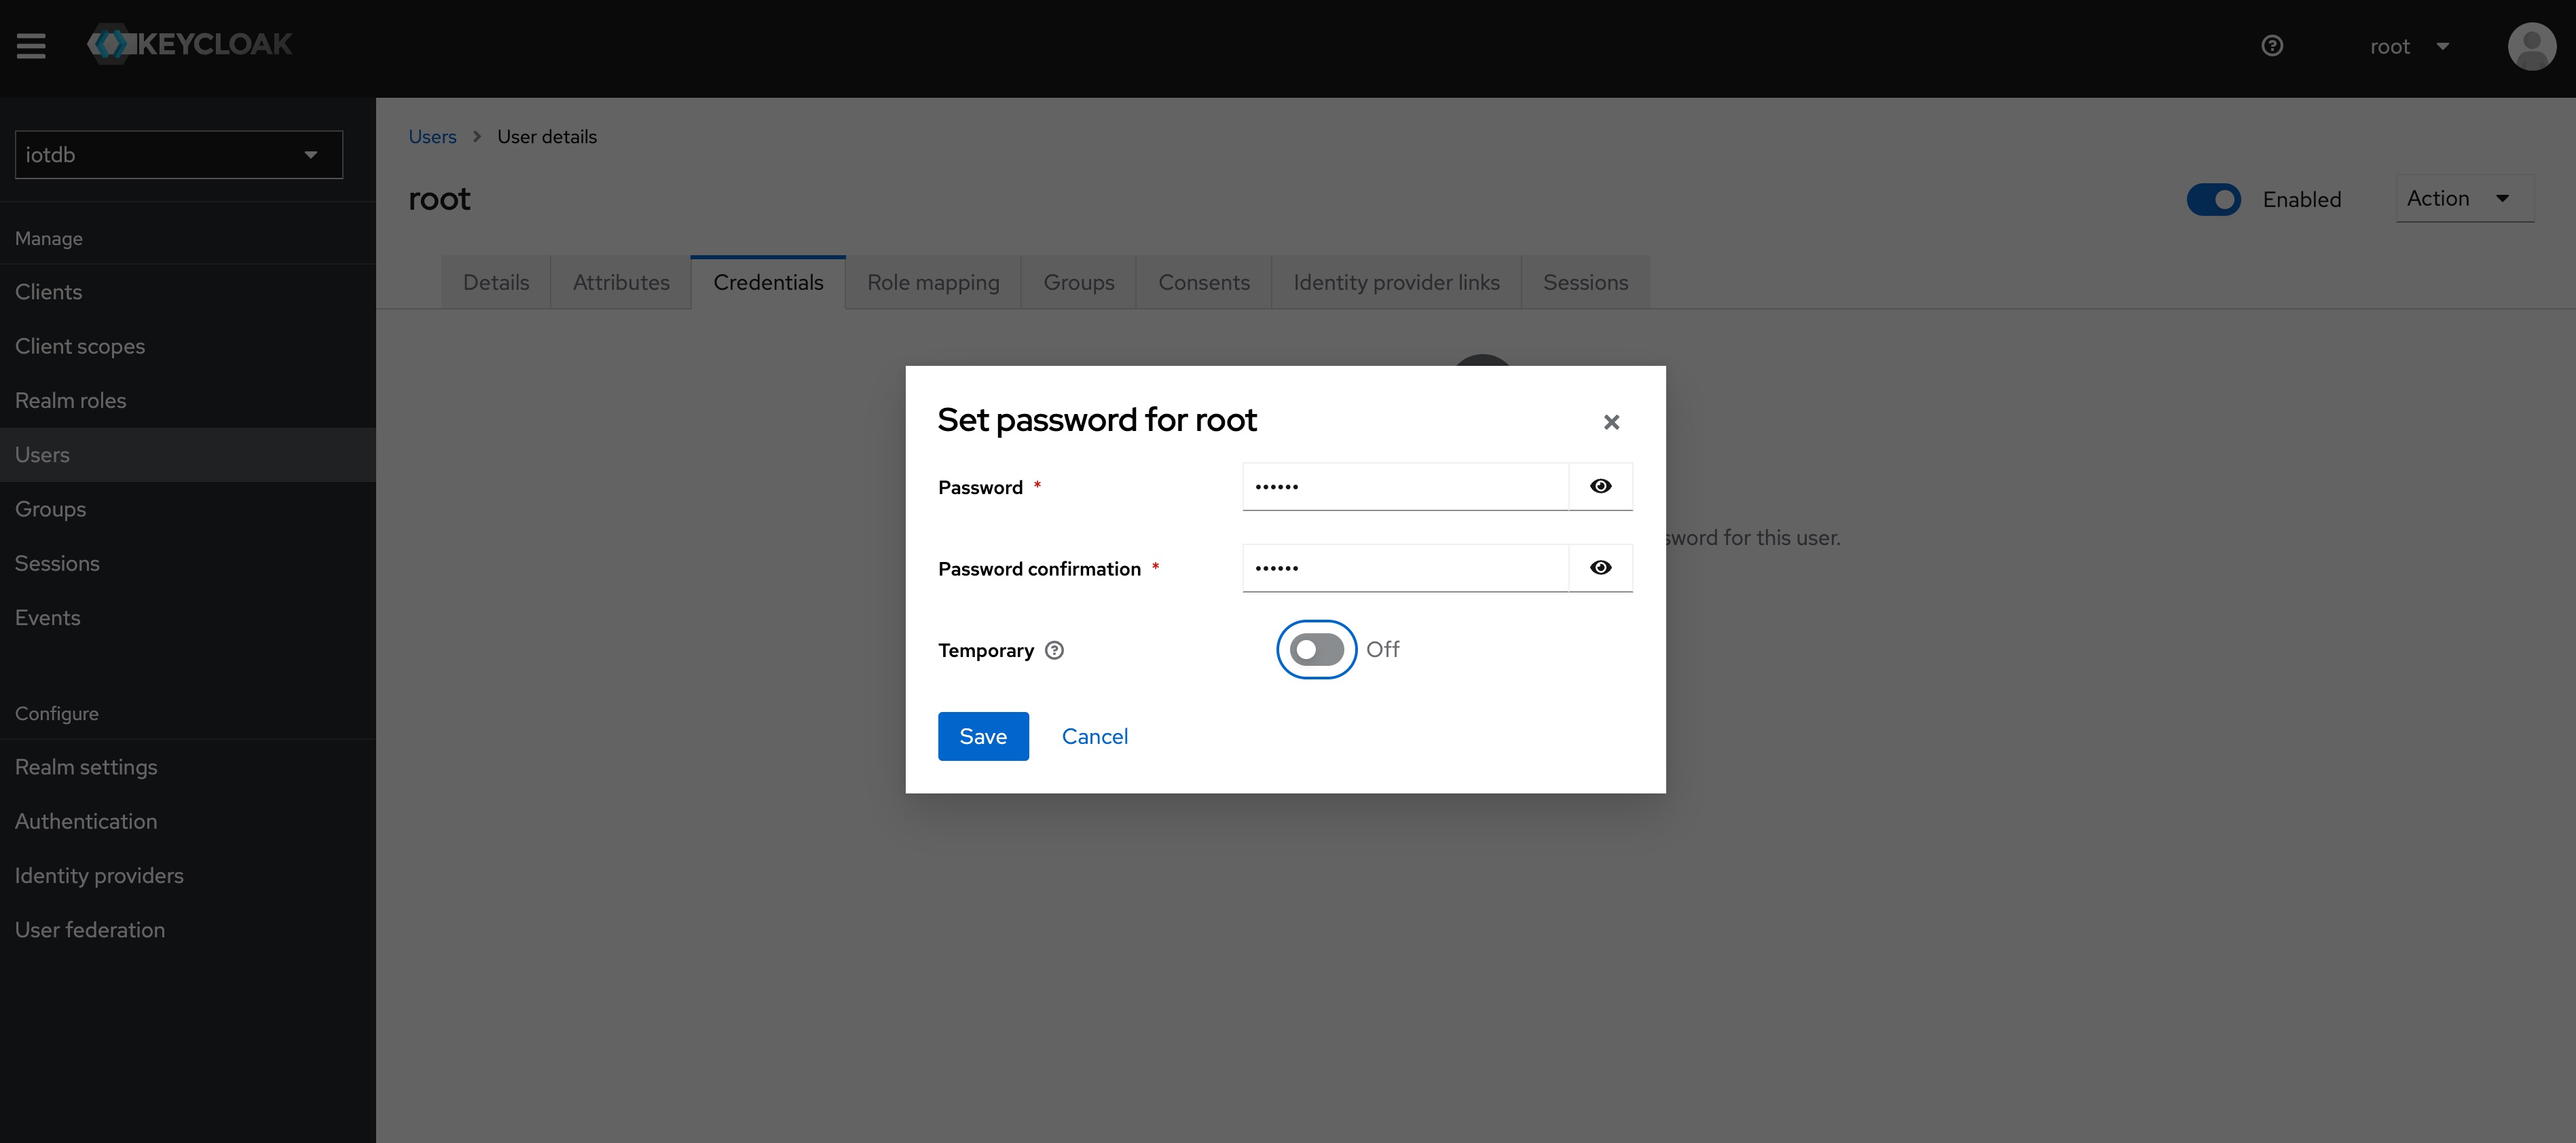 KEYCLOAK
root
iotdb
Users
User details
root
Enabled
Action
Manage
Details
Attributes
Credentials
Role mapping
Groups
Consents
Identity provider links
Sessions
Clients
Client scopes
Realm roles
Users
Groups
Sessions
Events
Configure
Realm settings
Authentication
Identity providers
User federation
Set password for root
Password *
••••••
sword for this user.
Password confirmation *
••••••
Temporary
Off
Save
Cancel